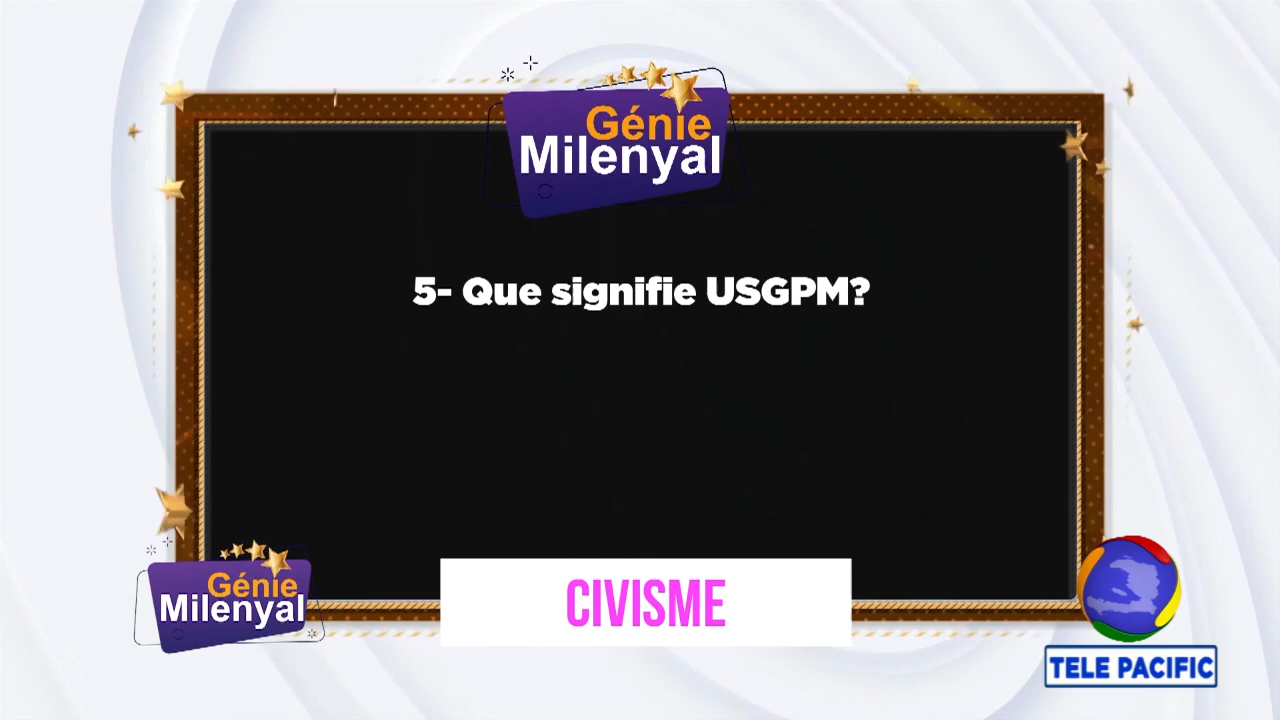 Génie
Milenyal
5- Que signifie USGPM?
Génie
Milenyal
CIVISME
TELE PACIFIC